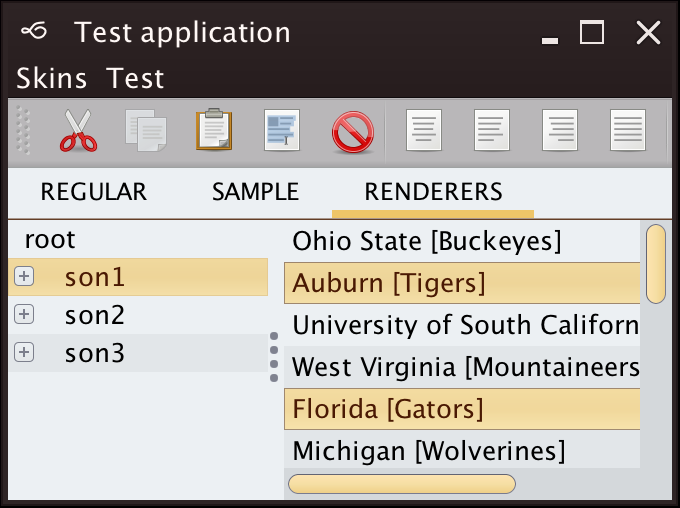 Test application
Skins Test
REGULAR SAMPLE RENDERERS
root
son1
son2
son3
Ohio State [Buckeyes]
Auburn [Tigers]
University of South Californ
West Virginia [Mountaineers
Florida [Gators]
Michigan [Wolverines]